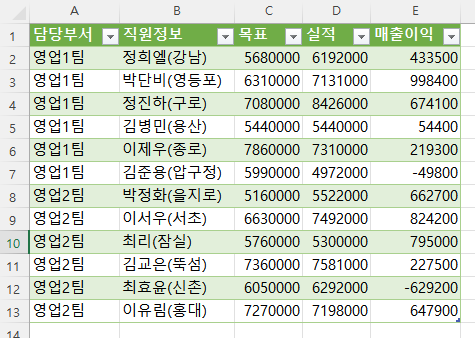 A B C D E
1 담당부서 직원정보 목표 실적 매출이익
2 영업1팀 정희엘(강남) 5680000 6192000 433500
3 영업1팀 박단비(영등포) 6310000 7131000 998400
4 영업1팀 정진하(구로) 7080000 8426000 674100
5 영업1팀 김병민(용산) 5440000 5440000 54400
6 영업1팀 이제우(종로) 7860000 7310000 219300
7 영업1팀 김준용(압구정) 5990000 4972000 -49800
8 영업2팀 박정화(을지로) 5160000 5522000 662700
9 영업2팀 이서우(서초) 6630000 7492000 824200
10 영업2팀 최리(잠실) 5760000 5300000 795000
11 영업2팀 김교은(뚝섬) 7360000 7581000 227500
12 영업2팀 최효윤(신촌) 6050000 6292000 -629200
13 영업2팀 이유림(홍대) 7270000 7198000 647900
14